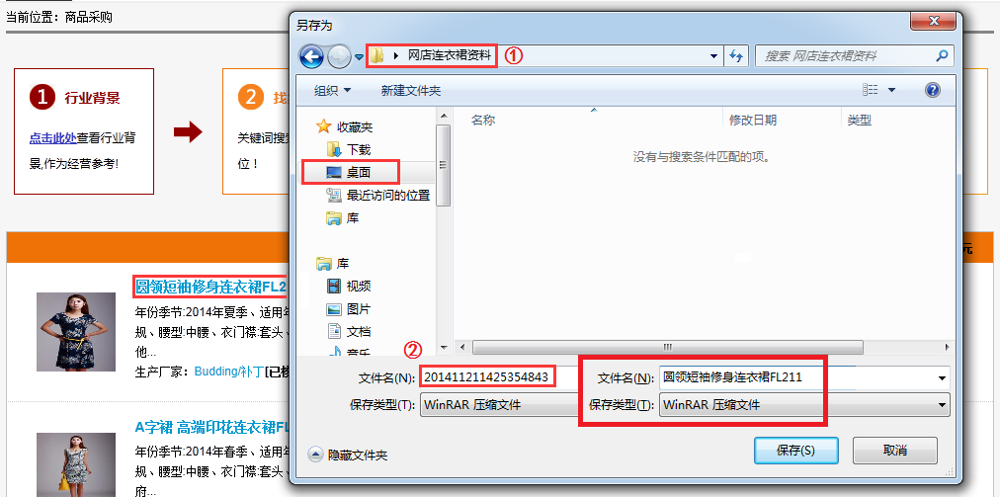 当前位置：商品采购
1 行业背景
点击此处查看行业背
景,作为经营参考!
2 找
关键词搜索
位！
圆领短袖修身连衣裙FL2
年份季节:2014年夏季、适用年
规、腰型:中腰、衣门襟:套头、
他...
生产厂家：Budding/补丁[已核
A字裙 高端印花连衣裙FL
年份季节:2014年春季、适用年
规、腰型:中腰、衣门襟:套头、
府...
元
另存为
网店连衣裙资料
①
搜索 网店连衣裙资料
组织
新建文件夹
收藏夹
下载
桌面
最近访问的位置
库
库
视频
图片
文档
音乐
名称
修改日期
类型
没有与搜索条件匹配的项。
②
文件名(N): 201411211425354843
保存类型(T): WinRAR 压缩文件
文件名(N): 圆领短袖修身连衣裙FL211
保存类型(T): WinRAR 压缩文件
隐藏文件夹
保存(S)
取消